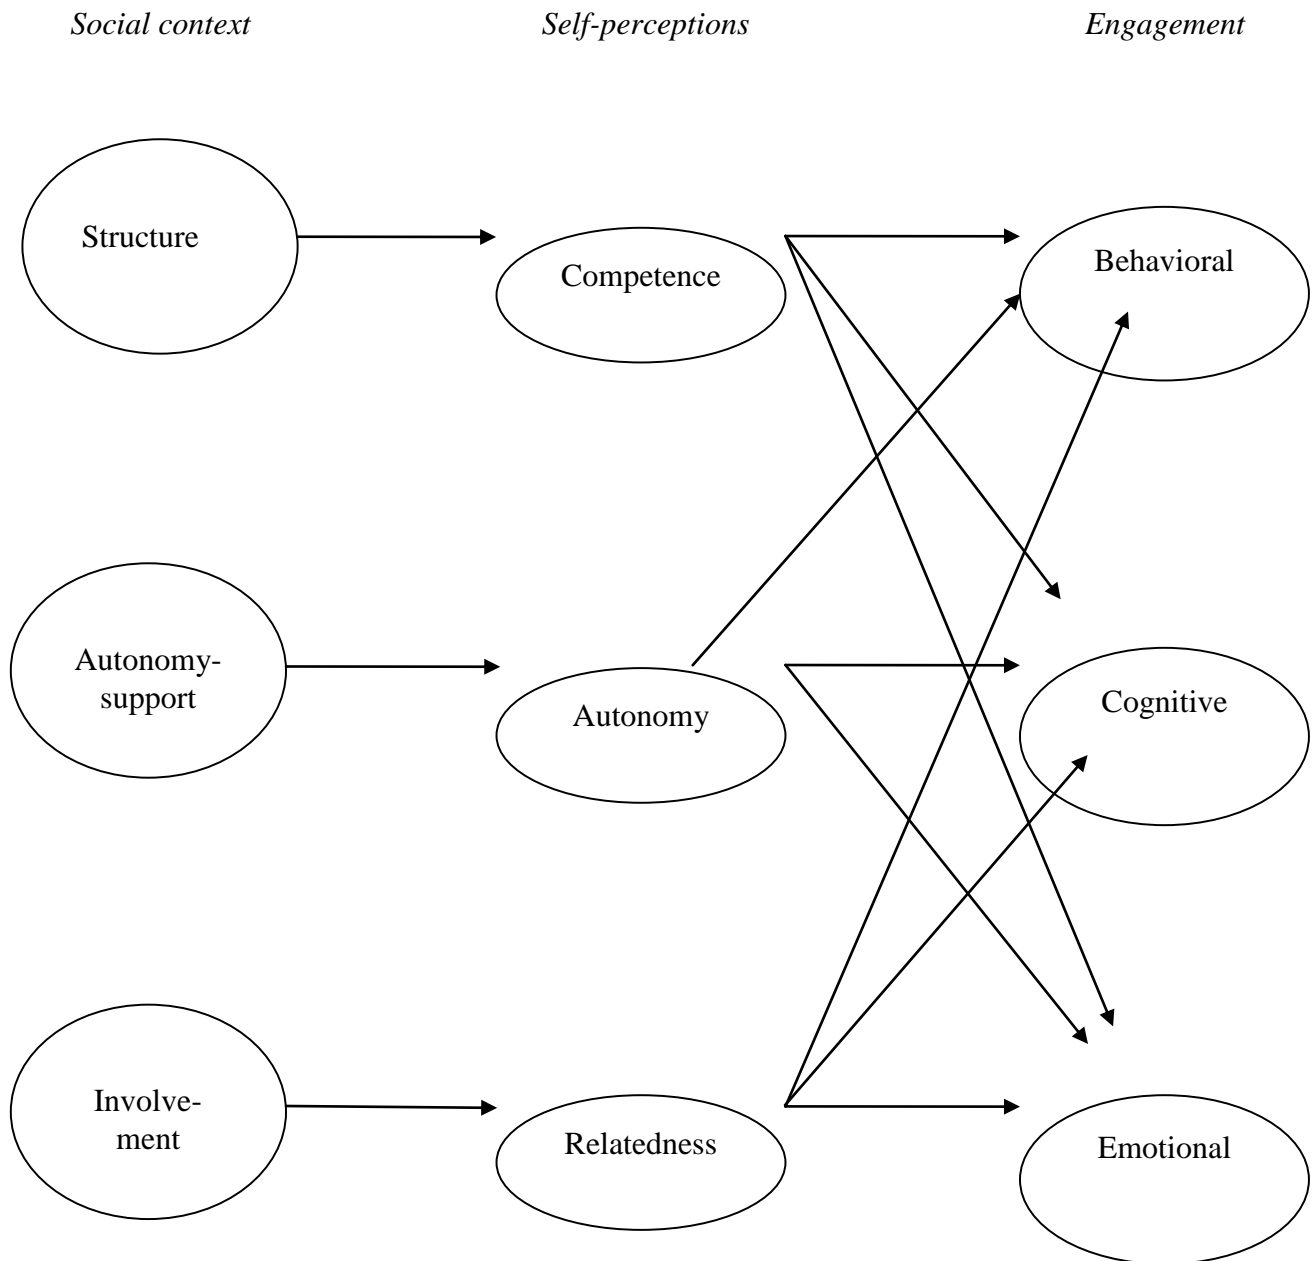 Social context
Self-perceptions
Engagement
Structure
Competence
Behavioral
Autonomy-
support
Autonomy
Cognitive
Involve-
ment
Relatedness
Emotional